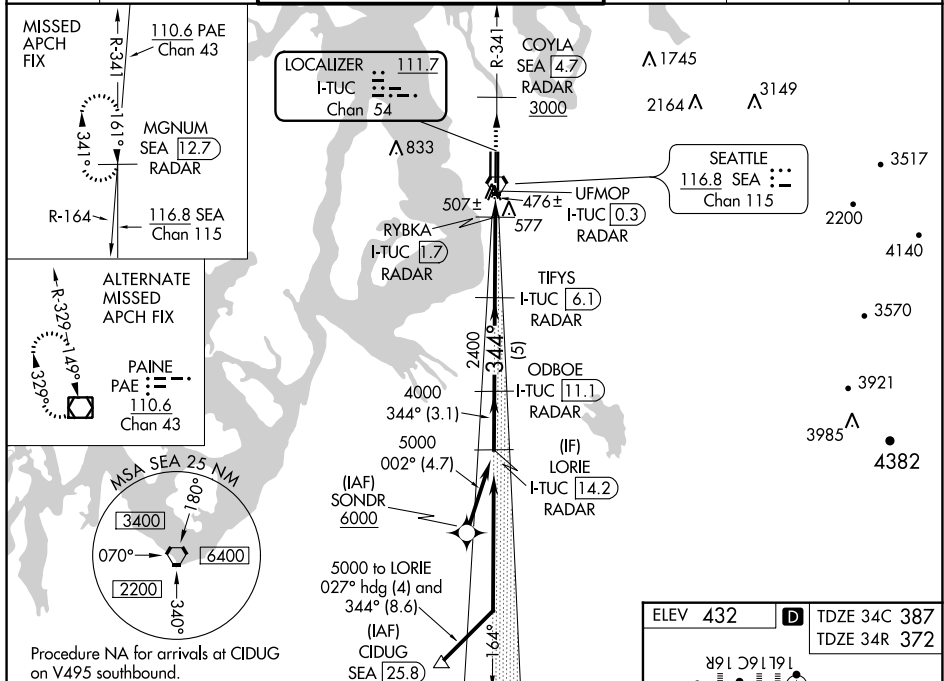 MISSED
APCH
FIX
R-341
110.6 PAE
Chan 43
161°
341°
MGNUM
SEA 12.7
RADAR
R-164
116.8 SEA
Chan 115
ALTERNATE
MISSED
APCH FIX
R-329
149°
329°
PAINE
PAE
110.6
Chan 43
MSA SEA 25 NM
180°
3400
070°
6400
2200
340°
Procedure NA for arrivals at CIDUG
on V495 southbound.
LOCALIZER 111.7
I-TUC
Chan 54
R-341
COYLA
SEA 4.7
RADAR
3000
1745
2164
3149
833
SEATTLE
116.8 SEA
Chan 115
3517
2200
4140
507±
476±
577
UFMOP
I-TUC 0.3
RADAR
RYBKA
I-TUC 1.7
RADAR
TIFYS
I-TUC 6.1
RADAR
3570
2400
344°
(5)
ODBOE
I-TUC 11.1
RADAR
3921
3985
4382
4000
344° (3.1)
5000
002° (4.7)
(IF)
LORIE
I-TUC 14.2
RADAR
(IAF)
SONDR
6000
5000 to LORIE
027° hdg (4) and
344° (8.6)
(IAF)
CIDUG
SEA 25.8
164°
ELEV 432
D
TDZE 34C 387
TDZE 34R 372
16R
16C
16L